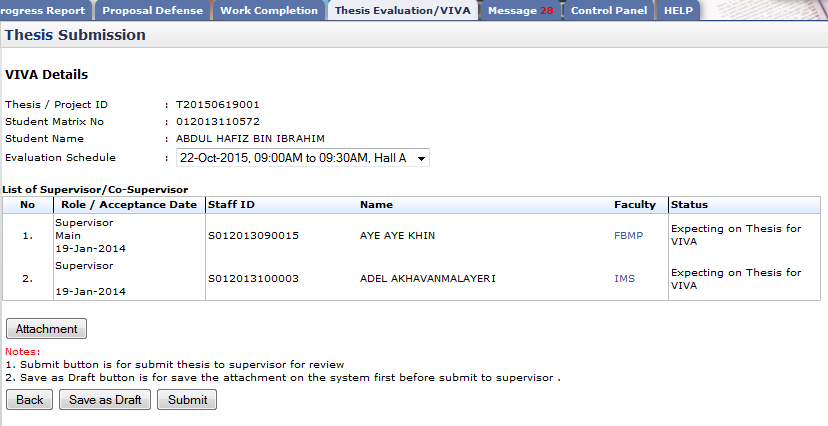 rogress Report Proposal Defense Work Completion Thesis Evaluation/VIVA Message 28 Control Panel HELP
Thesis Submission
VIVA Details
Thesis / Project ID : T20150619001
Student Matrix No : 012013110572
Student Name : ABDUL HAFIZ BIN IBRAHIM
Evaluation Schedule : 22-Oct-2015, 09:00AM to 09:30AM, Hall A
List of Supervisor/Co-Supervisor
No Role / Acceptance Date Staff ID Name Faculty Status
1. Supervisor
Main
19-Jan-2014 S012013090015 AYE AYE KHIN FBMP Expecting on Thesis for
VIVA
2. Supervisor
19-Jan-2014 S012013100003 ADEL AKHAVANMALAYERI IMS Expecting on Thesis for
VIVA
Attachment
Notes:
1. Submit button is for submit thesis to supervisor for review
2. Save as Draft button is for save the attachment on the system first before submit to supervisor .
Back Save as Draft Submit